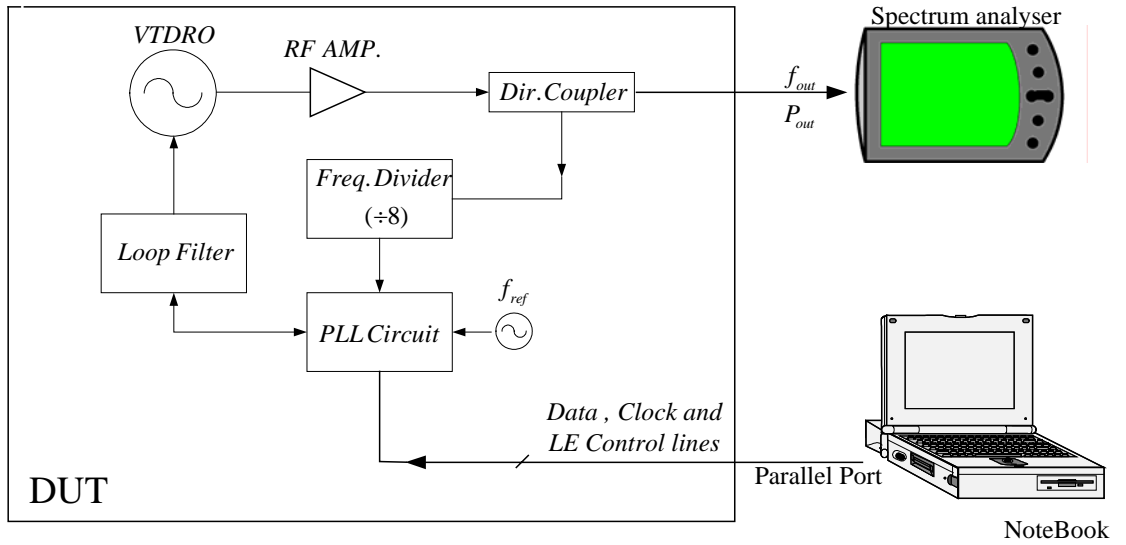 Spectrum analyser
VTDRO
RF AMP.
Dir.Coupler
f_out
P_out
Freq.Divider
(÷8)
Loop Filter
f_ref
PLL Circuit
Data , Clock and
LE Control lines
Parallel Port
DUT
NoteBook